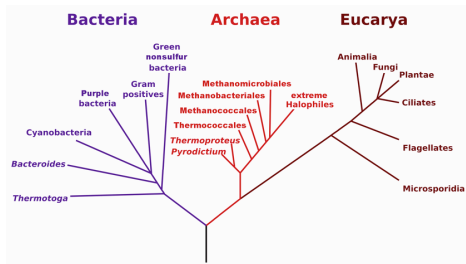 Bacteria
Archaea
Eucarya
Green
nonsulfur
bacteria
Gram
positives
Purple
bacteria
Cyanobacteria
Bacteroides
Thermotoga
Methanomicrobiales
Methanobacteriales
extreme
Halophiles
Methanococcales
Thermococcales
Thermoproteus
Pyrodictium
Animalia
Fungi
Plantae
Ciliates
Flagellates
Microsporidia